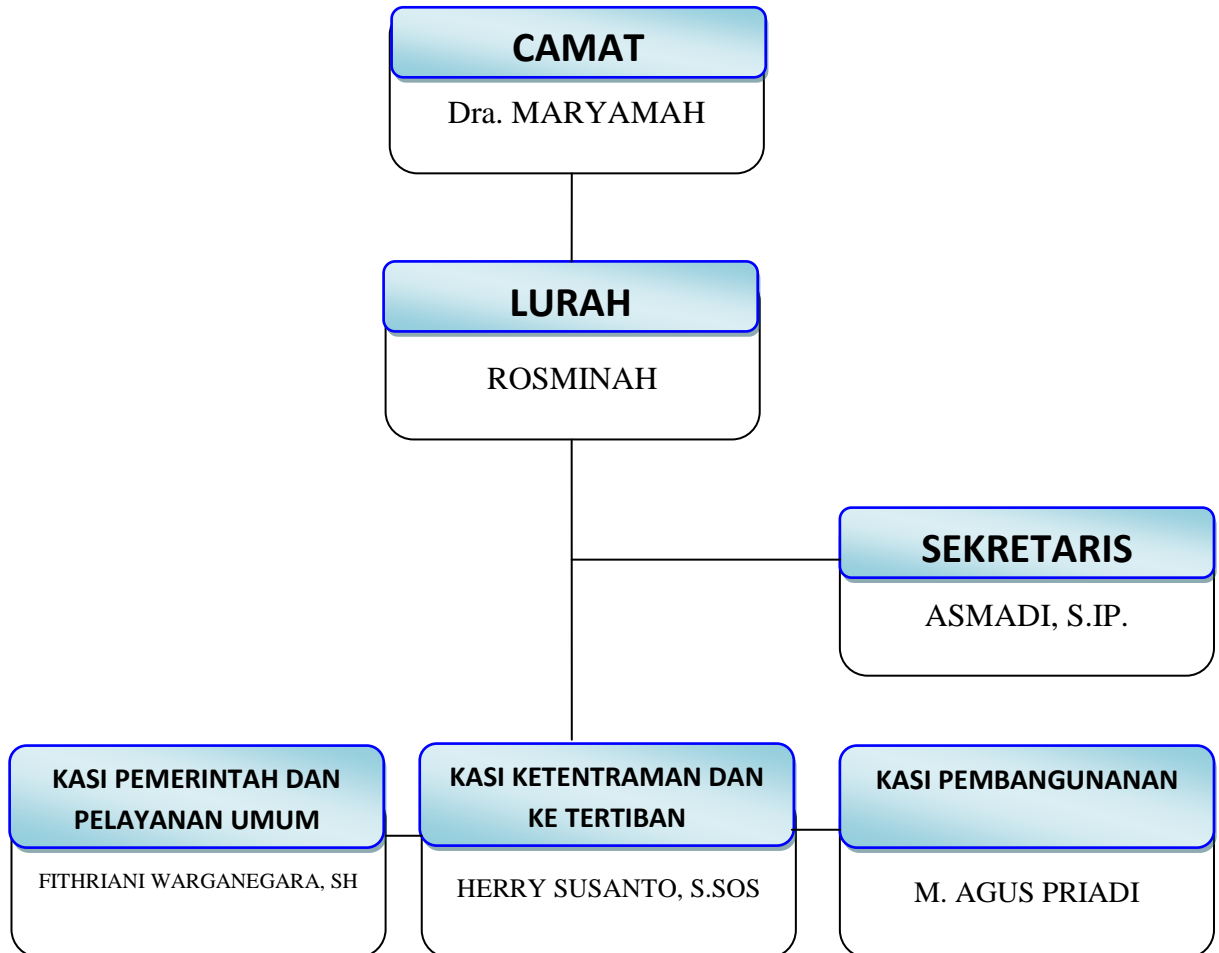 CAMAT
Dra. MARYAMAH
LURAH
ROSMINAH
SEKRETARIS
ASMADI, S.IP.
KASI PEMERINTAH DAN
PELAYANAN UMUM
FITHRIANI WARGANEGARA, SH
KASI KETENTRAMAN DAN
KE TERTIBAN
HERRY SUSANTO, S.SOS
KASI PEMBANGUNANAN
M. AGUS PRIADI